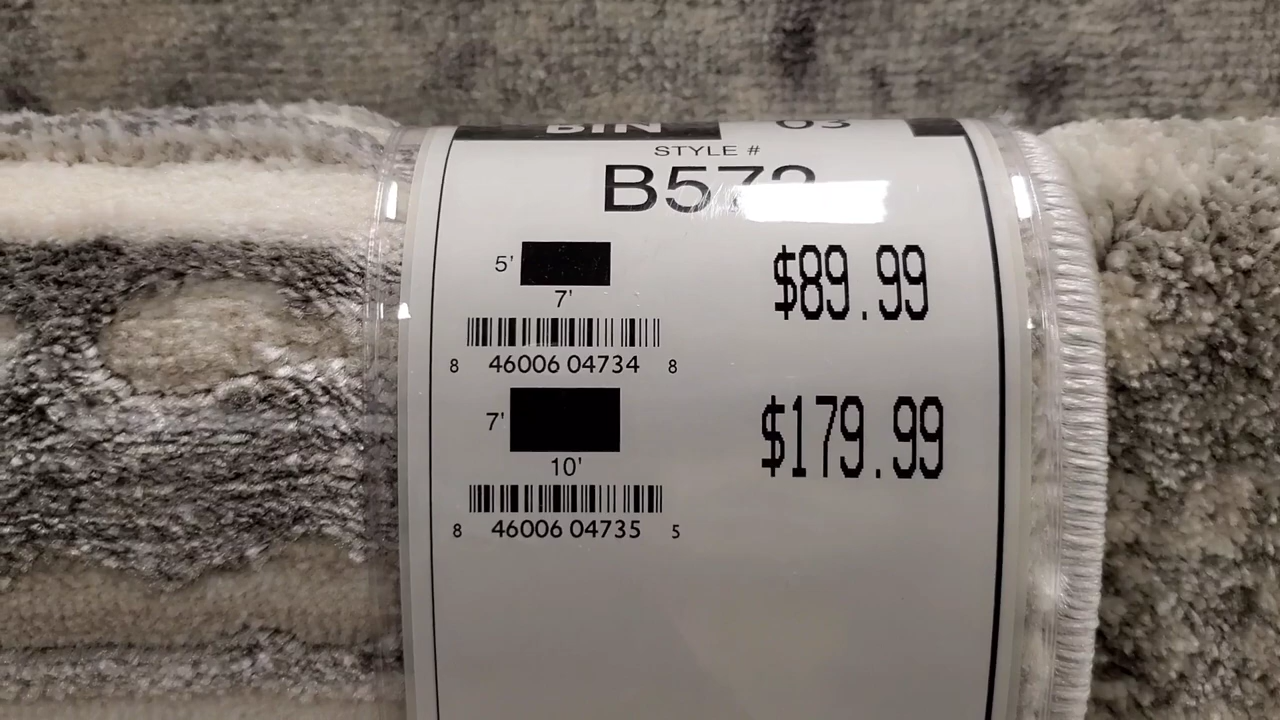 BIN 03
STYLE #
5'
$89.99
7'
8 46006 04734 8
7'
$179.99
10'
8 46006 04735 5